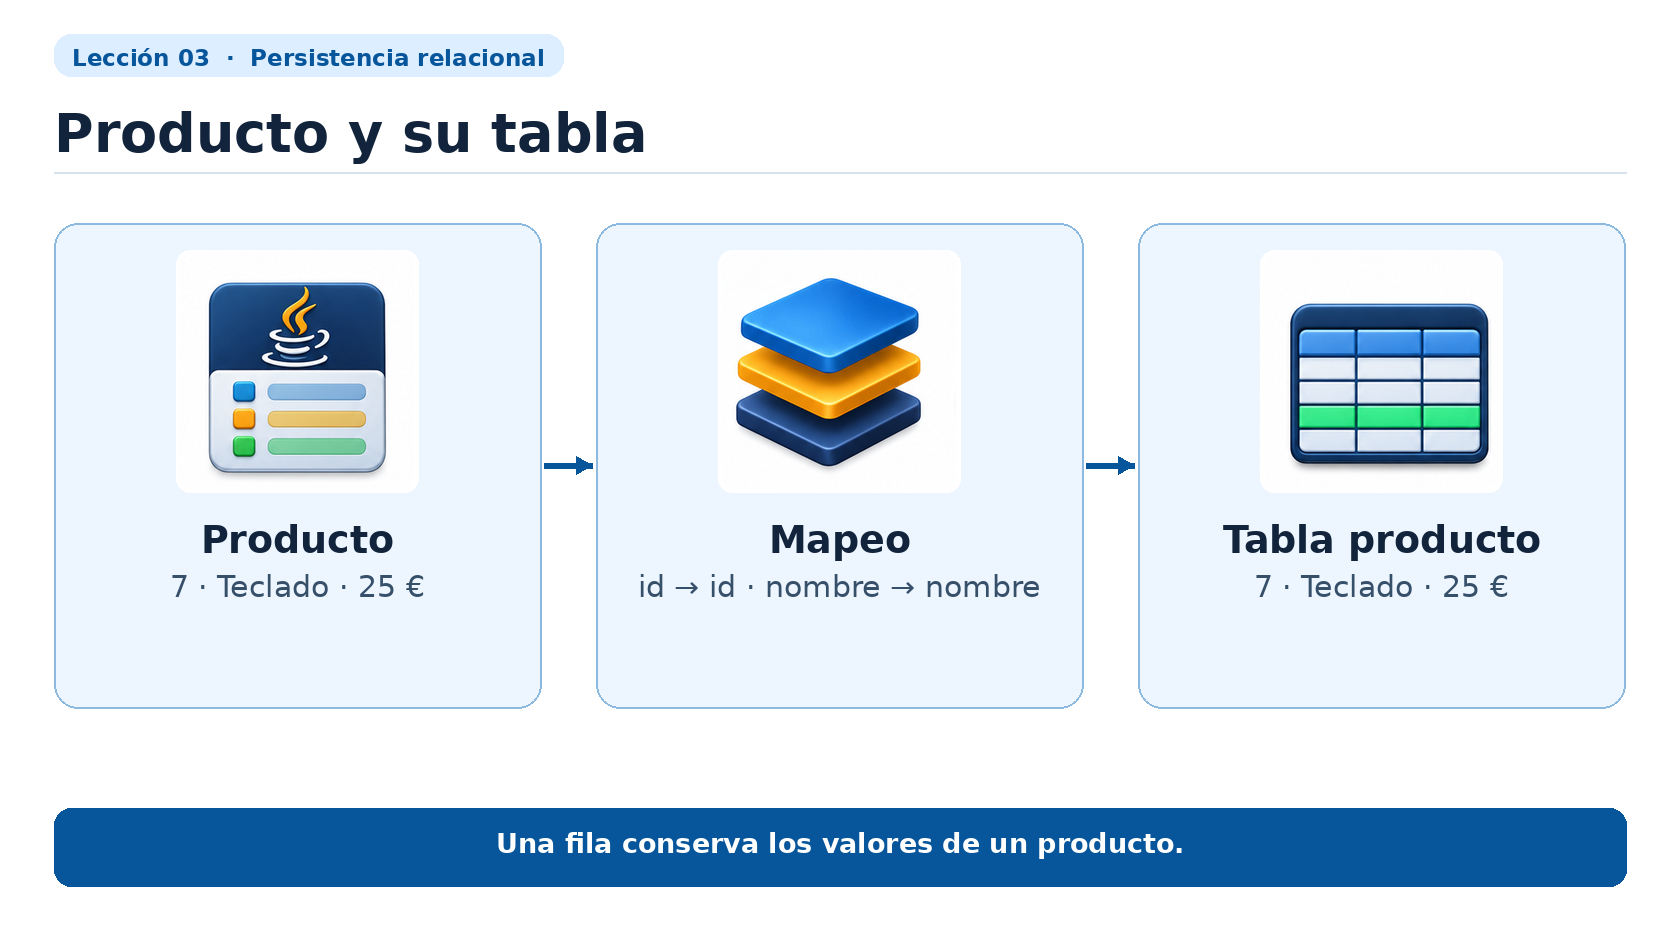 Lección 03 · Persistencia relacional
Producto y su tabla
Producto
7 · Teclado · 25 €
Mapeo
id → id · nombre → nombre
Tabla producto
7 · Teclado · 25 €
Una fila conserva los valores de un producto.